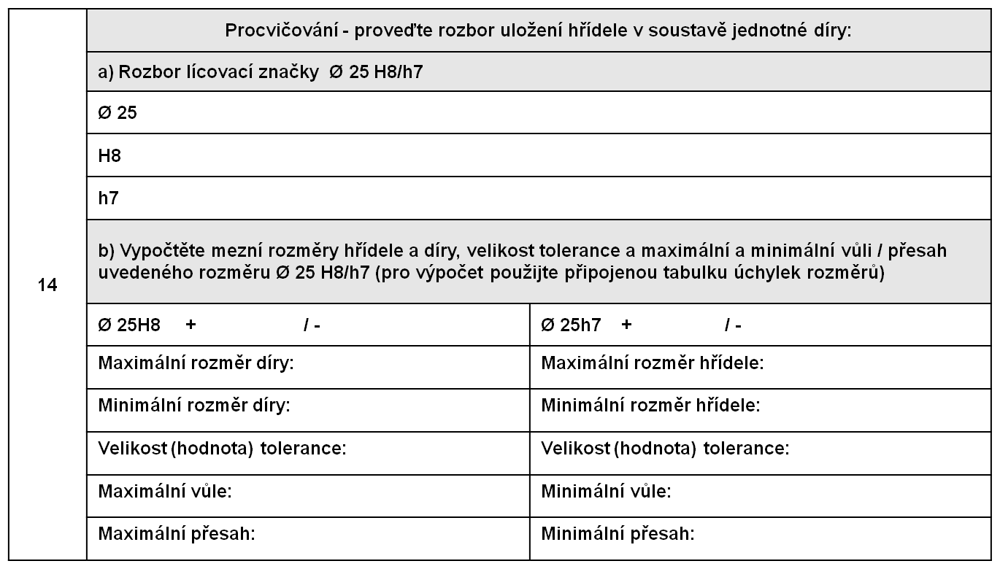 Procvičování - proveďte rozbor uložení hřídele v soustavě jednotné díry:
a) Rozbor lícovací značky Ø 25 H8/h7
Ø 25
H8
h7
14
b) Vypočtěte mezní rozměry hřídele a díry, velikost tolerance a maximální a minimální vůli / přesah
uvedeného rozměru Ø 25 H8/h7 (pro výpočet použijte připojenou tabulku úchylek rozměrů)
Ø 25H8 + / -
Ø 25h7 + / -
Maximální rozměr díry:
Maximální rozměr hřídele:
Minimální rozměr díry:
Minimální rozměr hřídele:
Velikost (hodnota) tolerance:
Velikost (hodnota) tolerance:
Maximální vůle:
Minimální vůle:
Maximální přesah:
Minimální přesah: